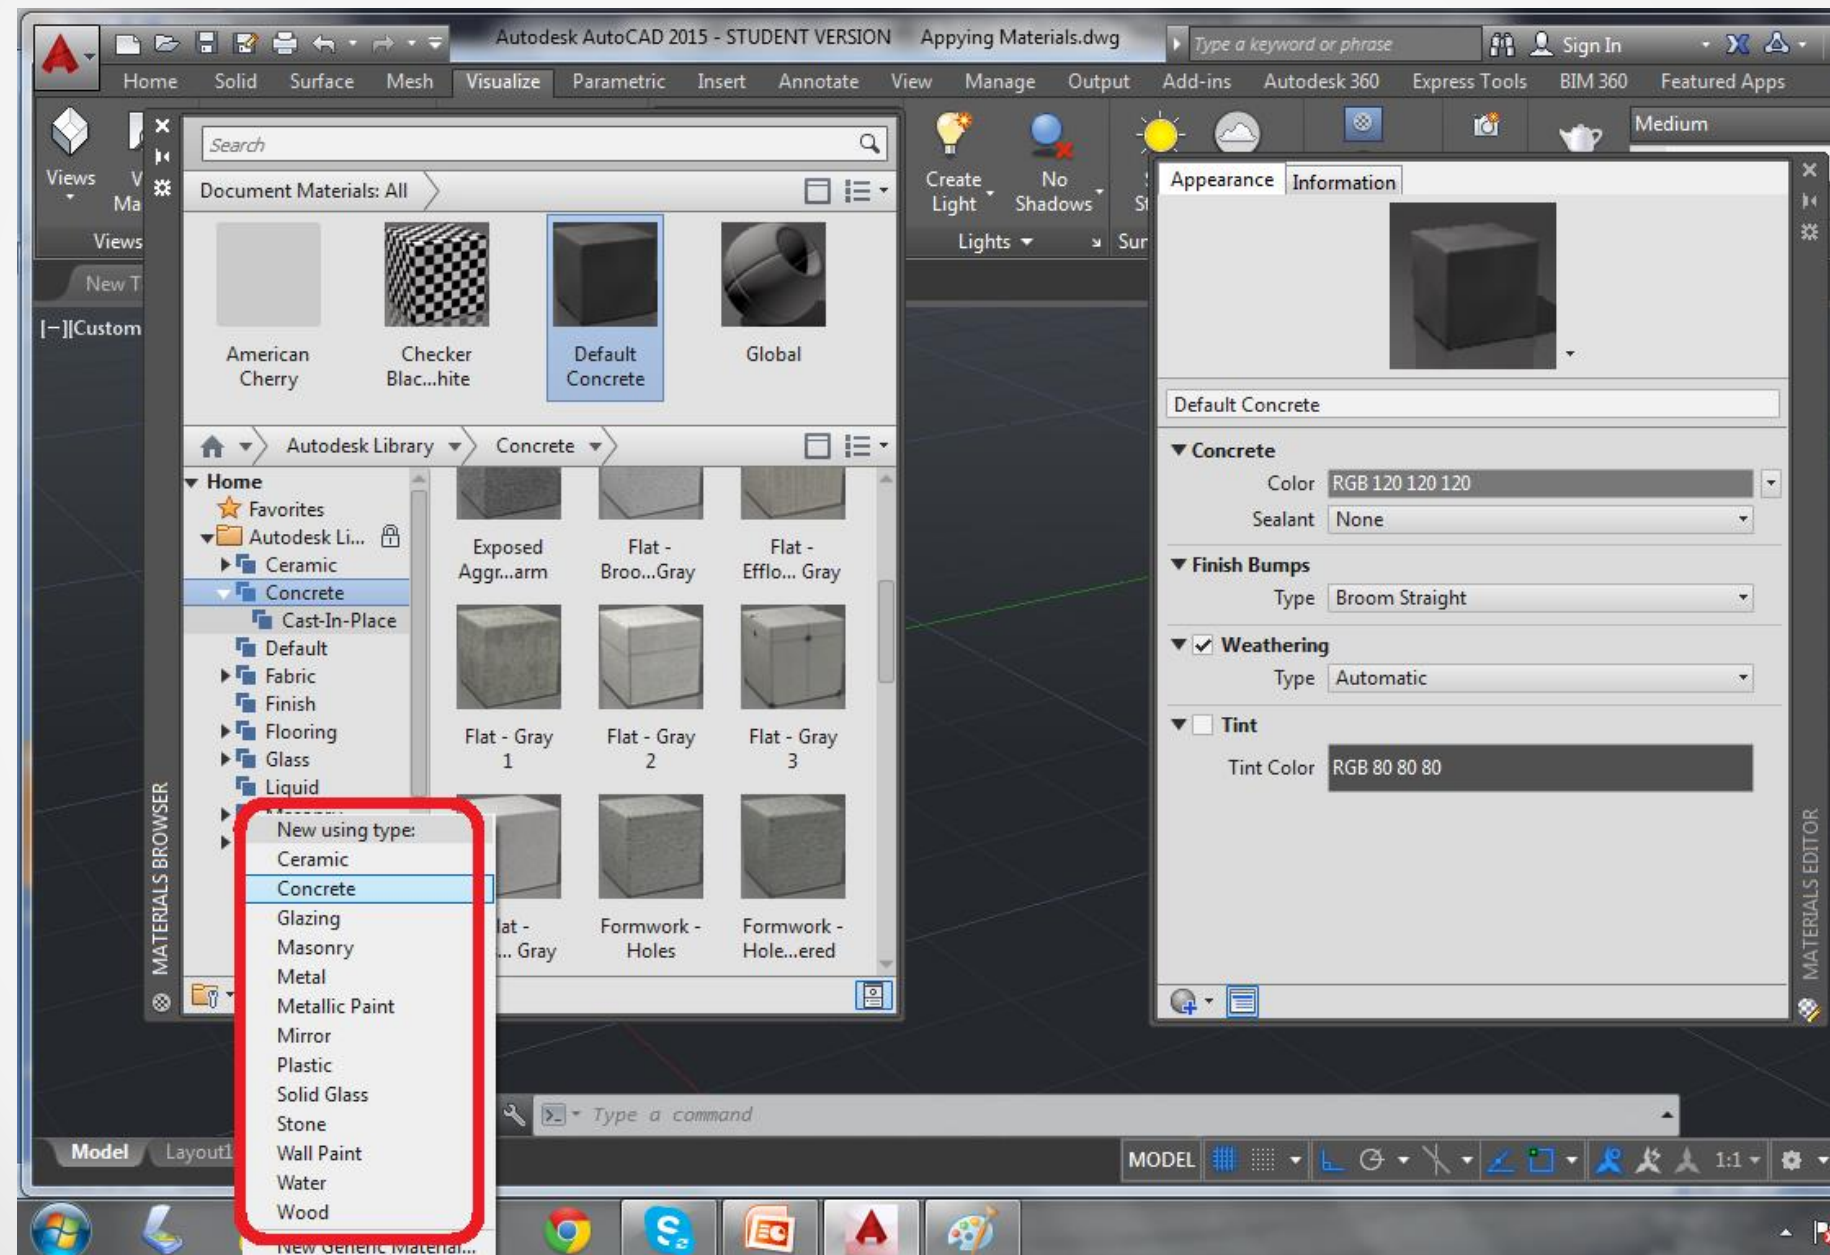 Autodesk AutoCAD 2015 - STUDENT VERSION Appying Materials.dwg
Type a keyword or phrase
Sign In
Home Solid Surface Mesh Visualize Parametric Insert Annotate View Manage Output Add-ins Autodesk 360 Express Tools BIM 360 Featured Apps
Views
Views
Create Light
No Shadows
Lights
Medium
[−][Custom
MATERIALS BROWSER
Search
Document Materials: All
American Cherry
Checker Blac...hite
Default Concrete
Global
Autodesk Library Concrete
Home
Favorites
Autodesk Li...
Ceramic
Concrete
Cast-In-Place
Default
Fabric
Finish
Flooring
Glass
Liquid
Exposed Aggr...arm
Flat - Broo...Gray
Flat - Efflo... Gray
Flat - Gray 1
Flat - Gray 2
Flat - Gray 3
... Gray
Formwork - Holes
Formwork - Hole...ered
New using type:
Ceramic
Concrete
Glazing
Masonry
Metal
Metallic Paint
Mirror
Plastic
Solid Glass
Stone
Wall Paint
Water
Wood
New Generic Material...
MATERIALS EDITOR
Appearance Information
Default Concrete
Concrete
Color RGB 120 120 120
Sealant None
Finish Bumps
Type Broom Straight
Weathering
Type Automatic
Tint
Tint Color RGB 80 80 80
Type a command
Model Layout1
MODEL 1:1